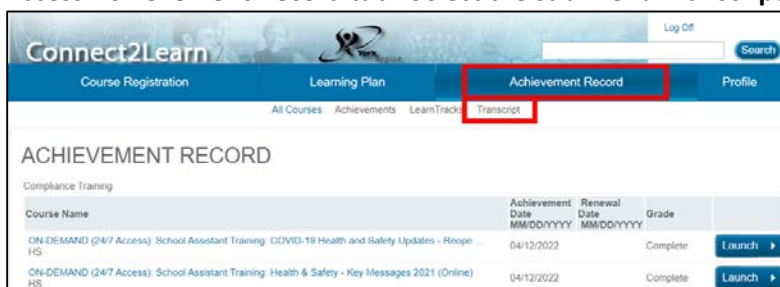 Log Off
Connect2Learn
York Region
Search
Course Registration Learning Plan Achievement Record Profile
All Courses Achievements LearnTracks Transcript
ACHIEVEMENT RECORD
Compliance Training
Course Name Achievement Date MM/DD/YYYY Renewal Date MM/DD/YYYY Grade
ON-DEMAND (24/7 Access): School Assistant Training: COVID-19 Health and Safety Updates - Reope...
HS 04/12/2022 Complete Launch
ON-DEMAND (24/7 Access): School Assistant Training: Health & Safety - Key Messages 2021 (Online)
HS 04/12/2022 Complete Launch